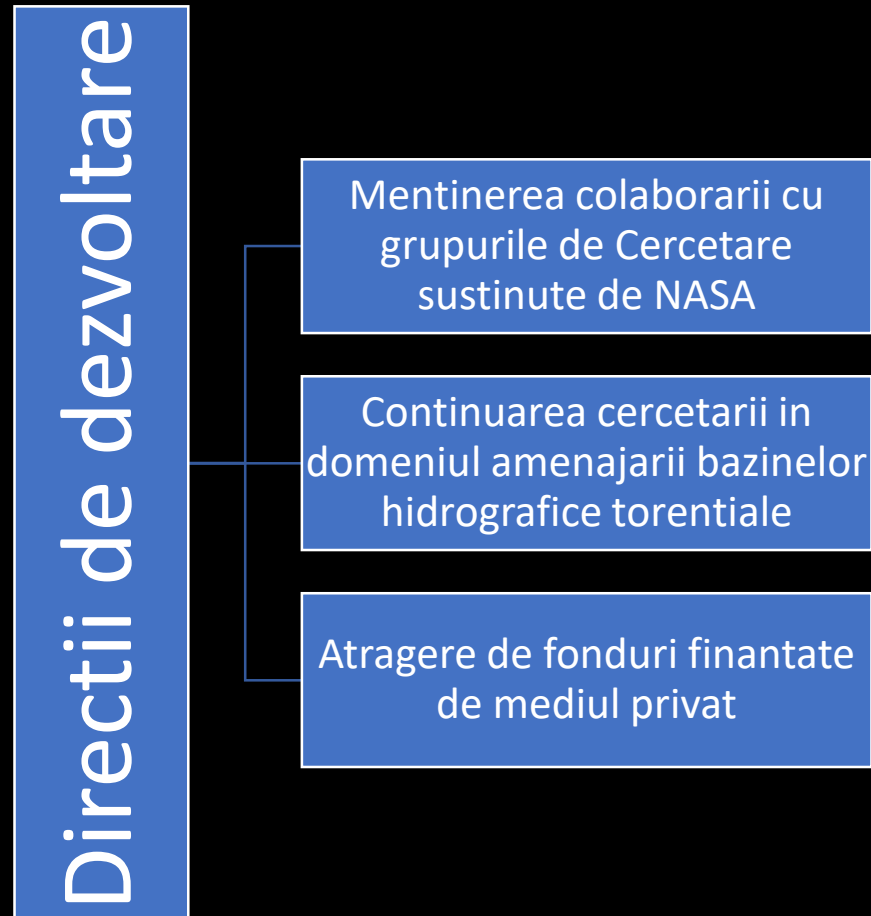 Directii de dezvoltare
Mentinerea colaborarii cu
grupurile de Cercetare
sustinute de NASA
Continuarea cercetarii in
domeniul amenajarii bazinelor
hidrografice torentiale
Atragere de fonduri finantate
de mediul privat